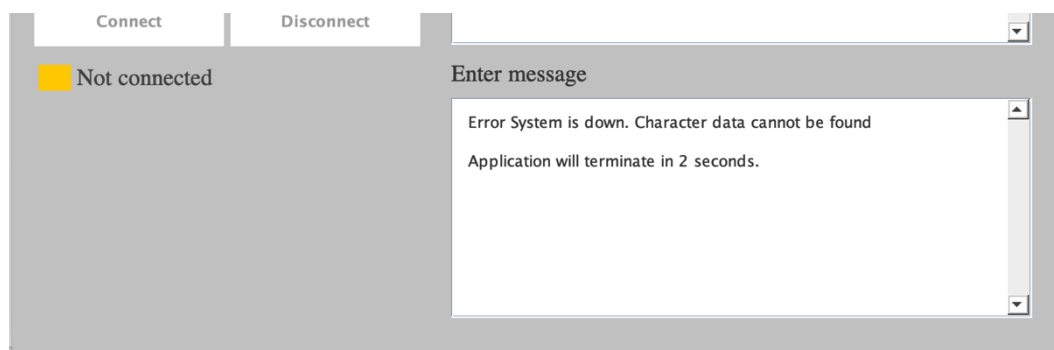 Connect
Disconnect
Not connected
Enter message
Error System is down. Character data cannot be found
Application will terminate in 2 seconds.